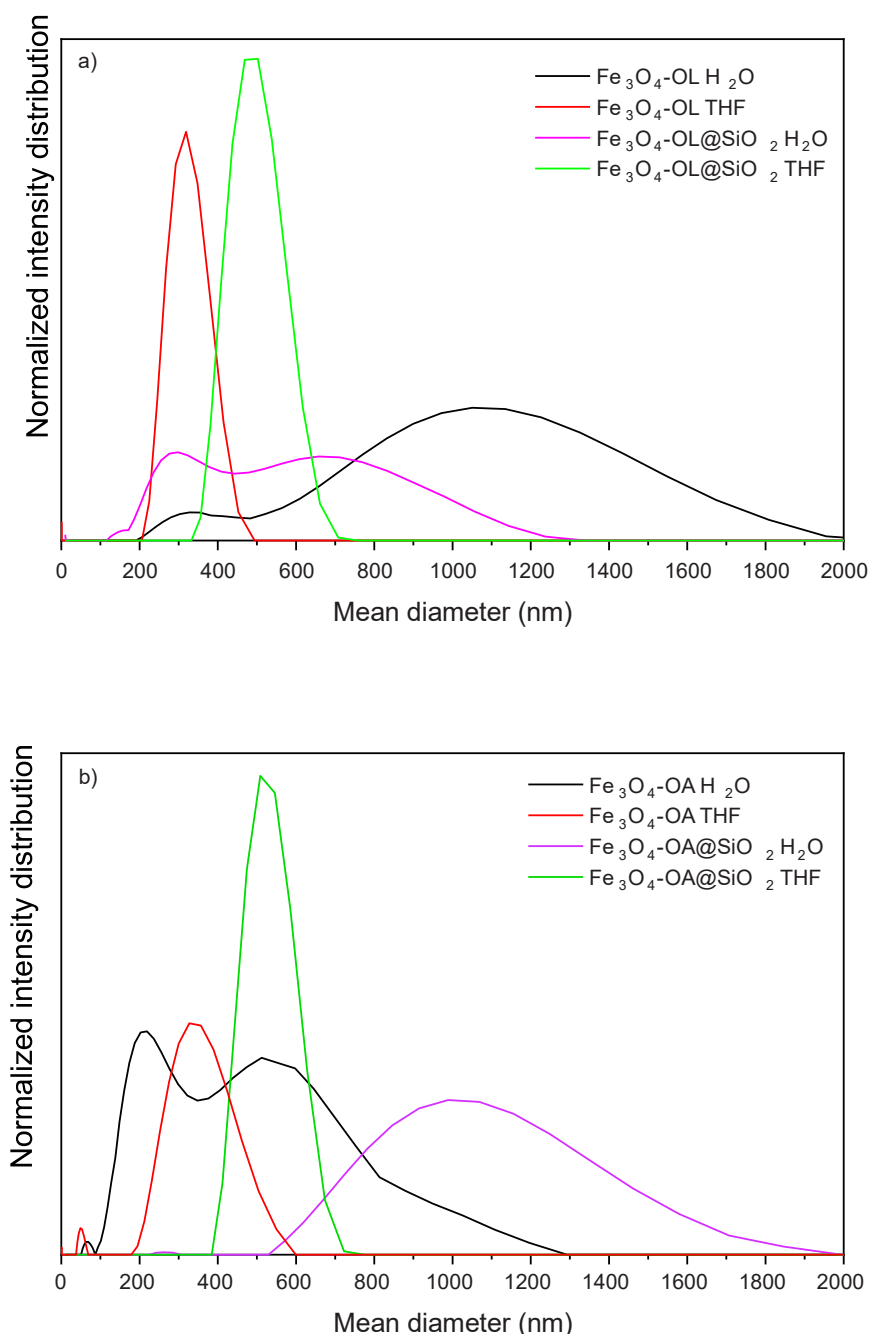 a)
Fe₃O₄-OL H₂O
Fe₃O₄-OL THF
Fe₃O₄-OL@SiO₂ H₂O
Fe₃O₄-OL@SiO₂ THF
Normalized intensity distribution
0 200 400 600 800 1000 1200 1400 1600 1800 2000
Mean diameter (nm)
b)
Fe₃O₄-OA H₂O
Fe₃O₄-OA THF
Fe₃O₄-OA@SiO₂ H₂O
Fe₃O₄-OA@SiO₂ THF
Normalized intensity distribution
0 200 400 600 800 1000 1200 1400 1600 1800 2000
Mean diameter (nm)